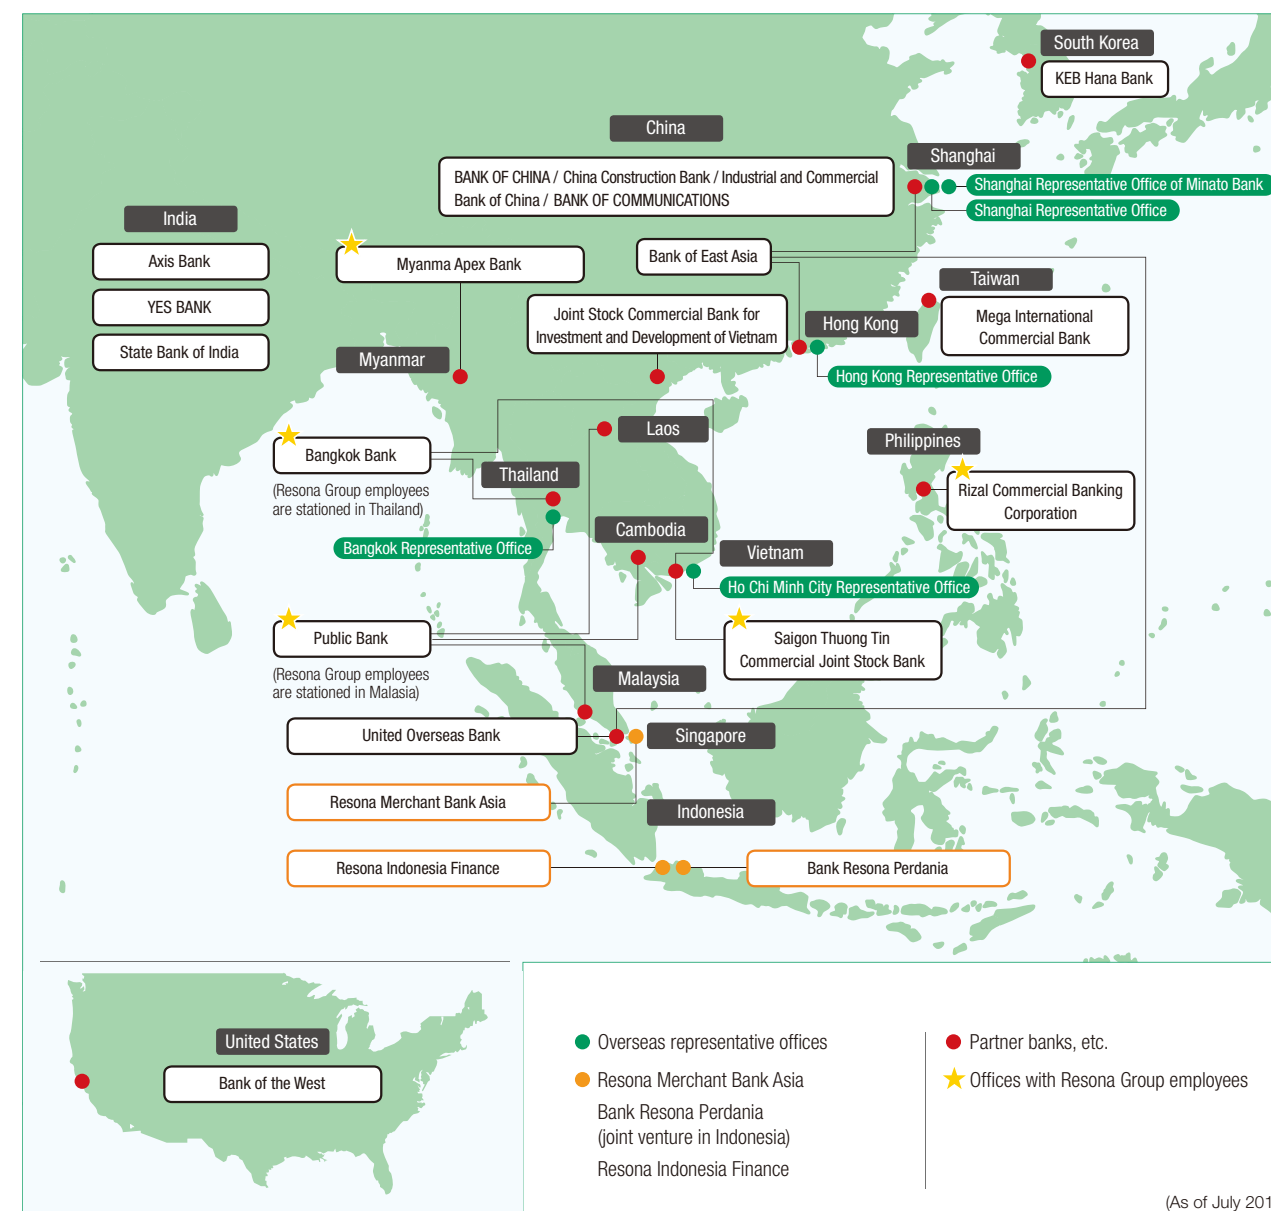 South Korea
KEB Hana Bank
China
BANK OF CHINA / China Construction Bank / Industrial and Commercial
Bank of China / BANK OF COMMUNICATIONS
Shanghai
Shanghai Representative Office of Minato Bank
Shanghai Representative Office
India
Axis Bank
YES BANK
State Bank of India
Myanma Apex Bank
Bank of East Asia
Taiwan
Mega International
Commercial Bank
Joint Stock Commercial Bank for
Investment and Development of Vietnam
Hong Kong
Hong Kong Representative Office
Myanmar
Laos
Philippines
Rizal Commercial Banking
Corporation
Bangkok Bank
(Resona Group employees
are stationed in Thailand)
Thailand
Bangkok Representative Office
Cambodia
Vietnam
Ho Chi Minh City Representative Office
Public Bank
(Resona Group employees
are stationed in Malasia)
Saigon Thuong Tin
Commercial Joint Stock Bank
Malaysia
United Overseas Bank
Singapore
Resona Merchant Bank Asia
Indonesia
Resona Indonesia Finance
Bank Resona Perdania
United States
Bank of the West
Overseas representative offices
Resona Merchant Bank Asia
Bank Resona Perdania
(joint venture in Indonesia)
Resona Indonesia Finance
Partner banks, etc.
Offices with Resona Group employees
(As of July 201